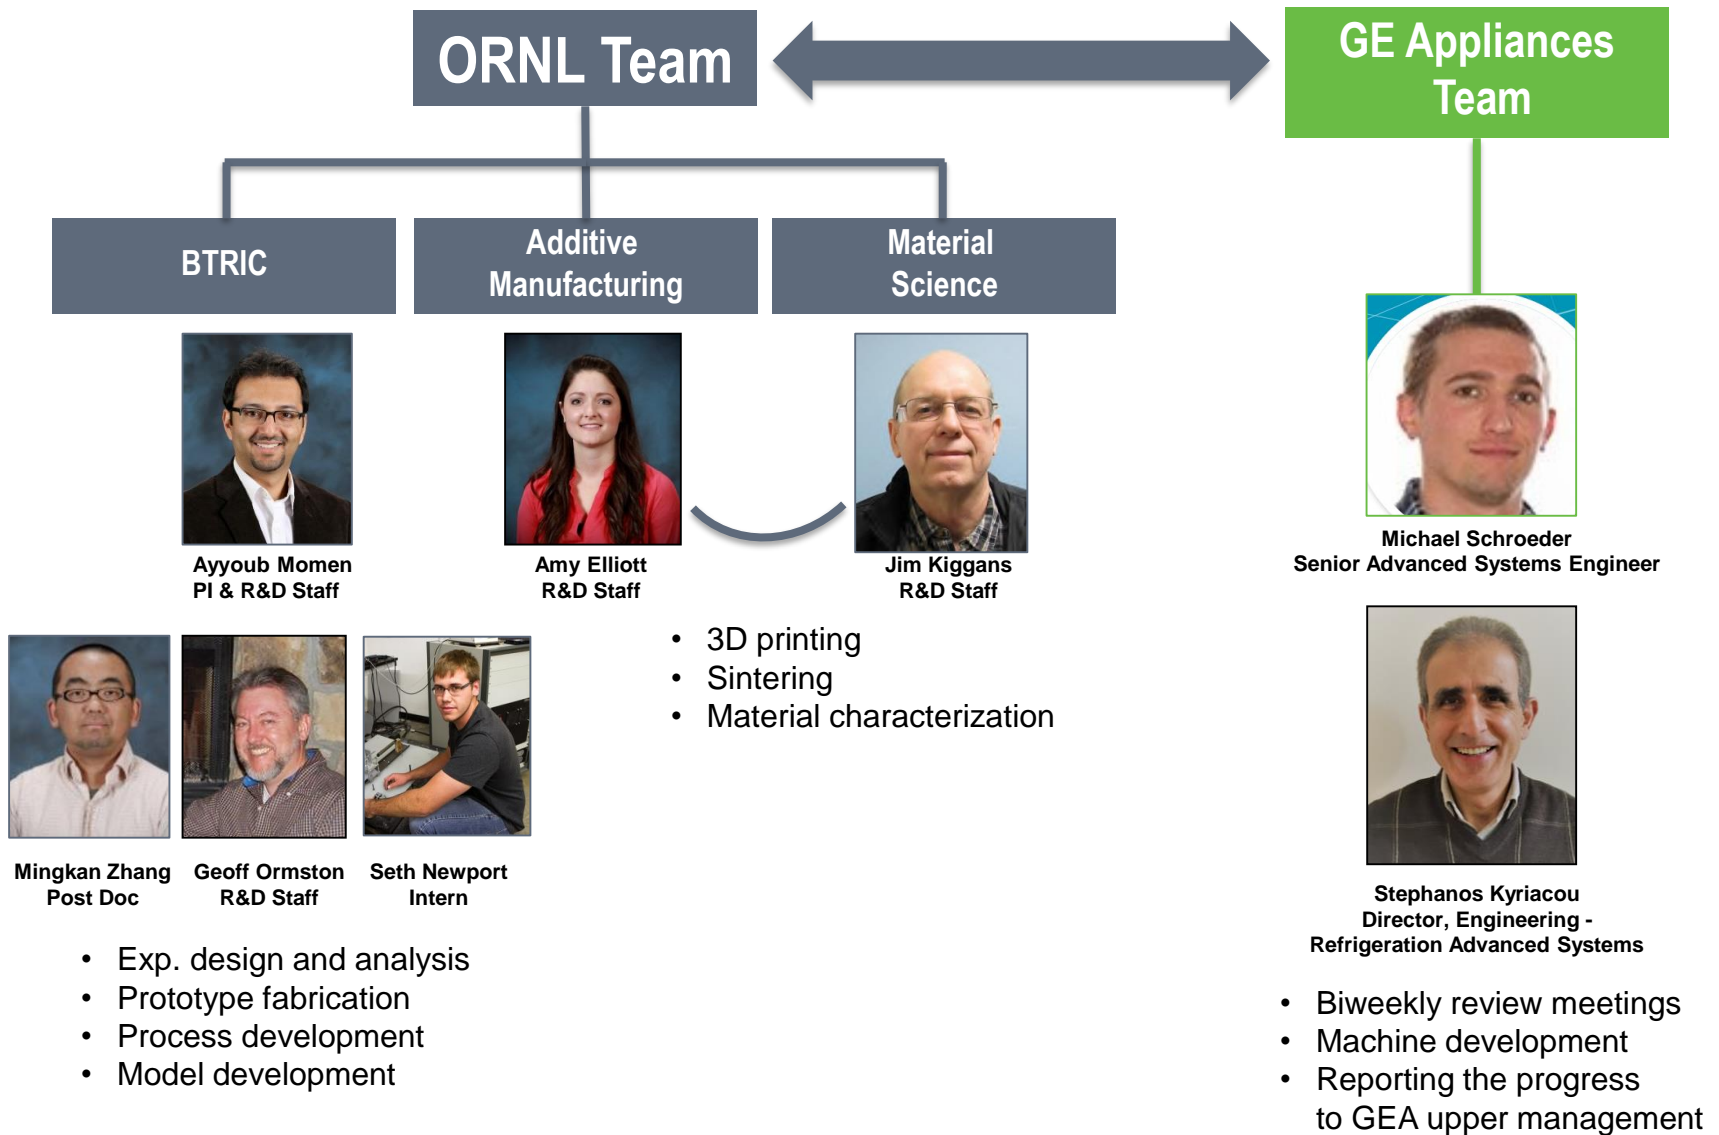 ORNL Team
GE Appliances
Team
BTRIC
Additive
Manufacturing
Material
Science
Ayyoub Momen
PI & R&D Staff
Amy Elliott
R&D Staff
Jim Kiggans
R&D Staff
Michael Schroeder
Senior Advanced Systems Engineer
• 3D printing
• Sintering
• Material characterization
Mingkan Zhang
Post Doc
Geoff Ormston
R&D Staff
Seth Newport
Intern
Stephanos Kyriacou
Director, Engineering -
Refrigeration Advanced Systems
• Exp. design and analysis
• Prototype fabrication
• Process development
• Model development
• Biweekly review meetings
• Machine development
• Reporting the progress
to GEA upper management